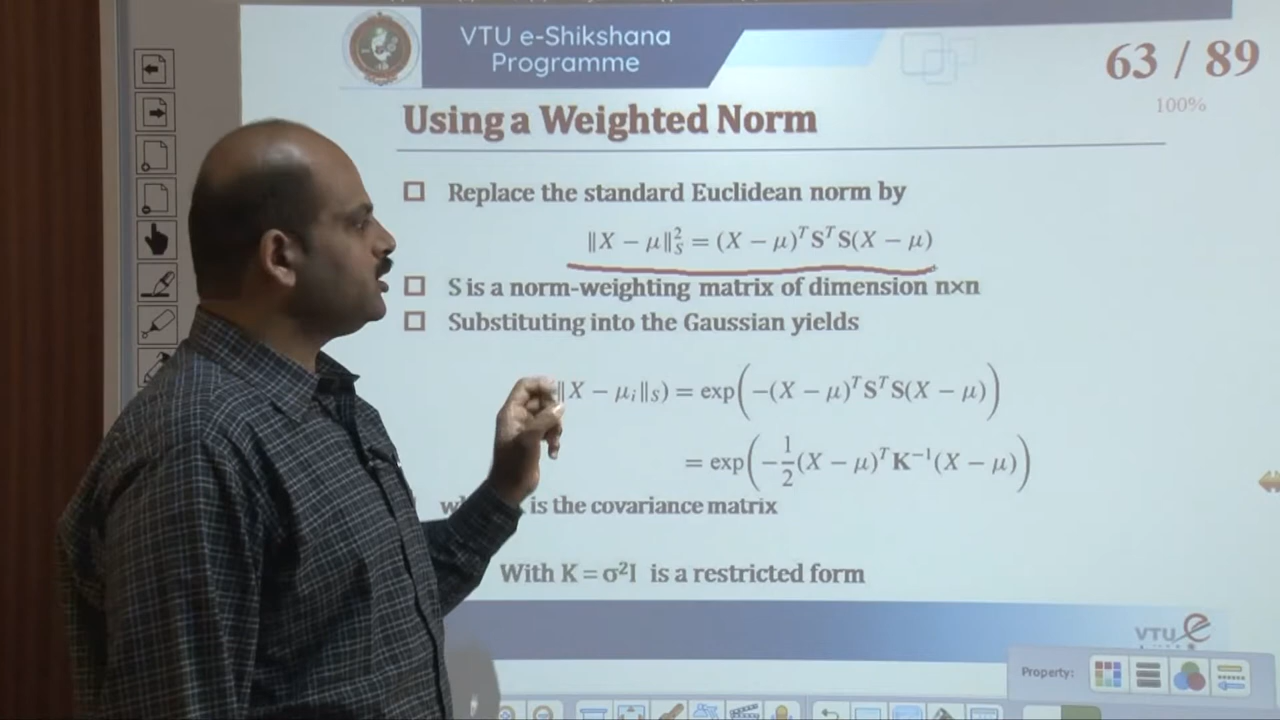 VTU e-Shikshana
Programme
63 / 89
100%
Using a Weighted Norm
Replace the standard Euclidean norm by
‖X − μ‖²_S = (X − μ)^T S^T S(X − μ)
S is a norm-weighting matrix of dimension n×n
Substituting into the Gaussian yields
‖X − μ_i‖_S) = exp(−(X − μ)^T S^T S(X − μ))
= exp(−1/2 (X − μ)^T K^−1 (X − μ))
is the covariance matrix
With K = σ²I is a restricted form
VTU e
Property: